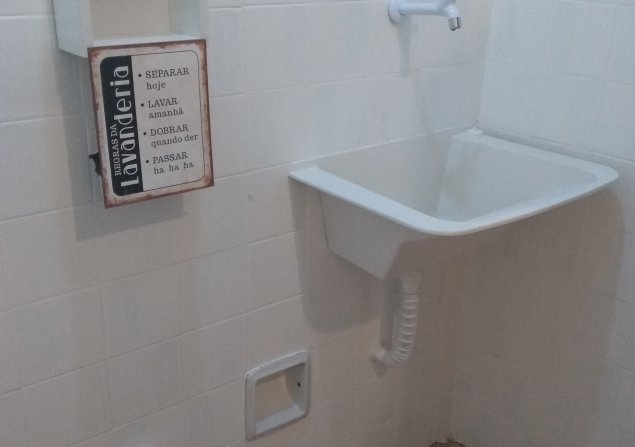 REGRAS DA
Lavanderia
• SEPARAR
hoje
• LAVAR
amanhã
• DOBRAR
quando der
• PASSAR
ha ha ha